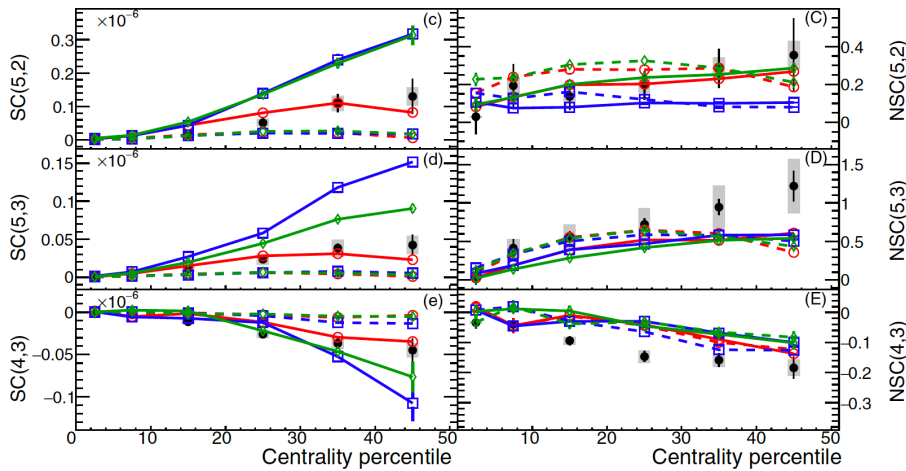 ×10⁻⁶ (c) (C)
SC(5,2) NSC(5,2)
0.3 0.4
0.2 0.2
0.1 0
0
×10⁻⁶ (d) (D)
SC(5,3) NSC(5,3)
0.15 1.5
0.10 1
0.05 0.5
0 0
×10⁻⁶ (e) (E)
SC(4,3) NSC(4,3)
0 0
−0.05 −0.1
−0.1 −0.2
−0.3
0 10 20 30 40 50 0 10 20 30 40 50
Centrality percentile Centrality percentile